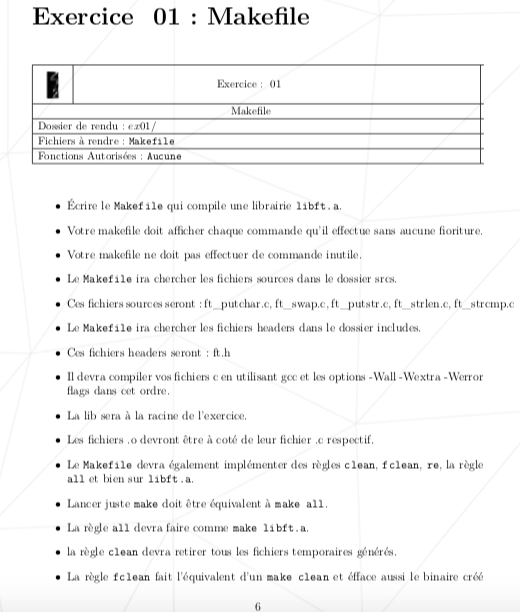 Exercice 01 : Makefile
Exercice : 01
Makefile
Dossier de rendu : ex01/
Fichiers à rendre : Makefile
Fonctions Autorisées : Aucune
• Écrire le Makefile qui compile une librairie libft.a.
• Votre makefile doit afficher chaque commande qu'il effectue sans aucune fioriture.
• Votre makefile ne doit pas effectuer de commande inutile.
• Le Makefile ira chercher les fichiers sources dans le dossier srcs.
• Ces fichiers sources seront : ft_putchar.c, ft_swap.c, ft_putstr.c, ft_strlen.c, ft_strcmp.c
• Le Makefile ira chercher les fichiers headers dans le dossier includes.
• Ces fichiers headers seront : ft.h
• Il devra compiler vos fichiers c en utilisant gcc et les options -Wall -Wextra -Werror
flags dans cet ordre.
• La lib sera à la racine de l'exercice.
• Les fichiers .o devront être à coté de leur fichier .c respectif.
• Le Makefile devra également implémenter des règles clean, fclean, re, la règle
all et bien sur libft.a.
• Lancer juste make doit être équivalent à make all.
• La règle all devra faire comme make libft.a.
• la règle clean devra retirer tous les fichiers temporaires générés.
• La règle fclean fait l'équivalent d'un make clean et éfface aussi le binaire créé
6